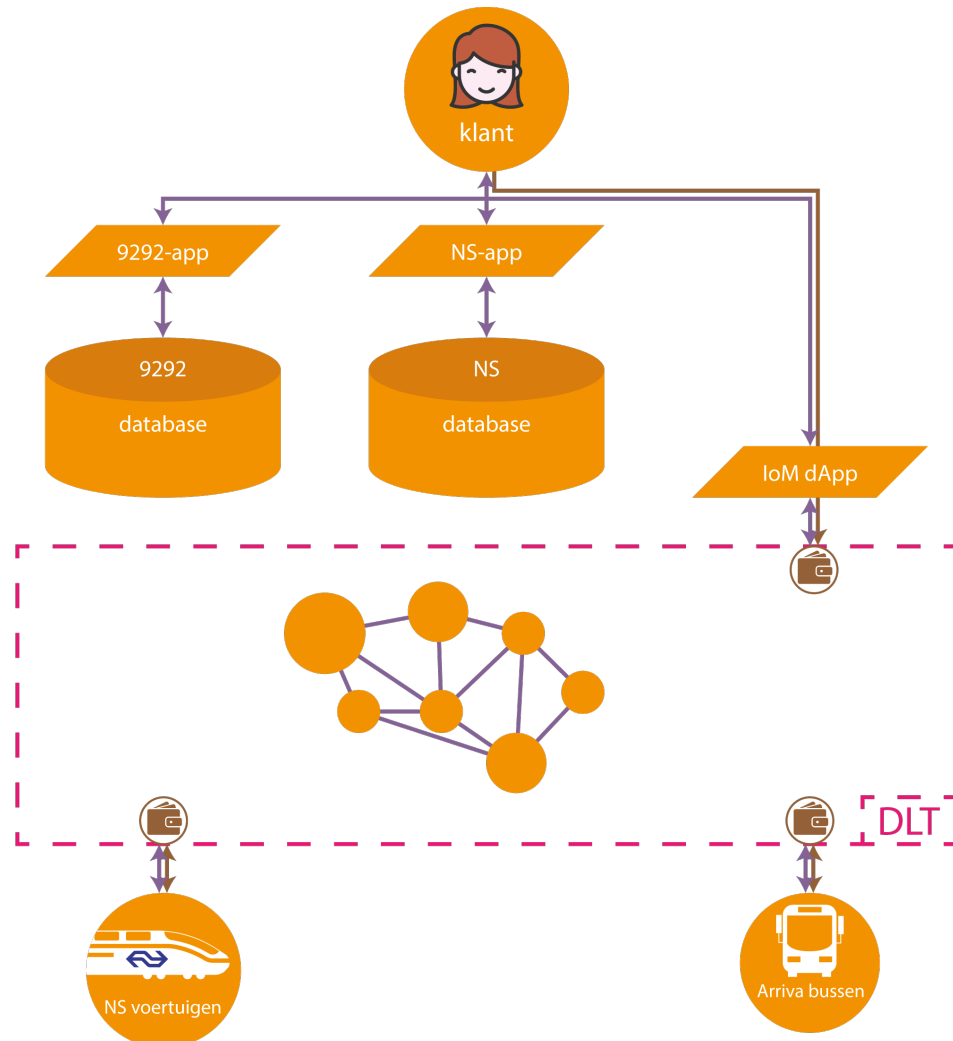 klant
9292-app
NS-app
9292
database
NS
database
IoM dApp
DLT
NS voertuigen
Arriva bussen